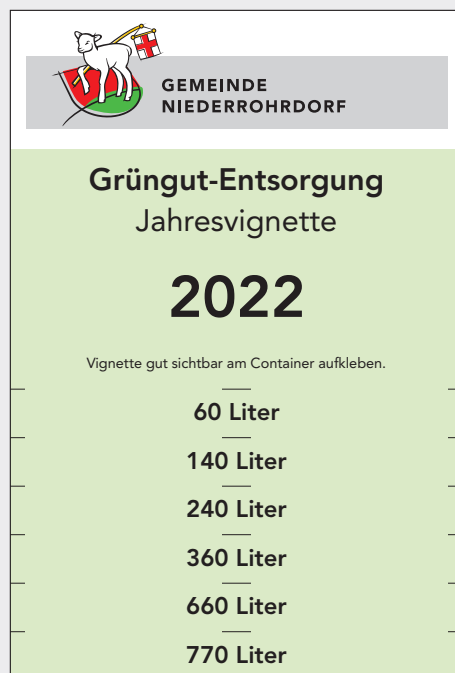 GEMEINDE
NIEDERROHRDORF
Grüngut-Entsorgung
Jahresvignette
2022
Vignette gut sichtbar am Container aufkleben.
60 Liter
140 Liter
240 Liter
360 Liter
660 Liter
770 Liter